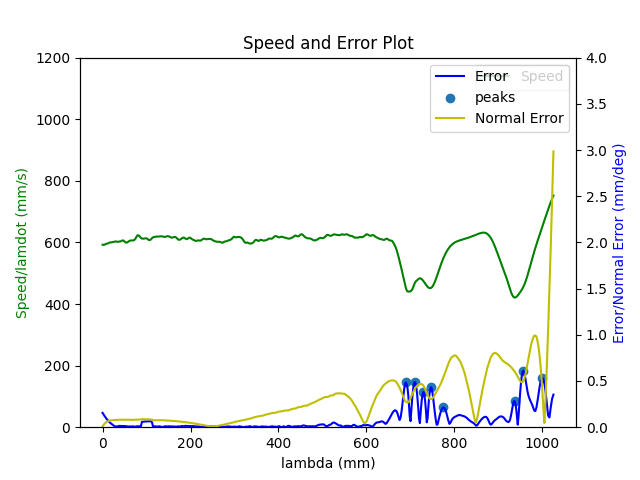 Speed and Error Plot
1200
1000
800
600
400
200
0
Speed/lamdot (mm/s)
4.0
3.5
3.0
2.5
2.0
1.5
1.0
0.5
0.0
Error/Normal Error (mm/deg)
Error
Speed
peaks
Normal Error
0 200 400 600 800 1000
lambda (mm)